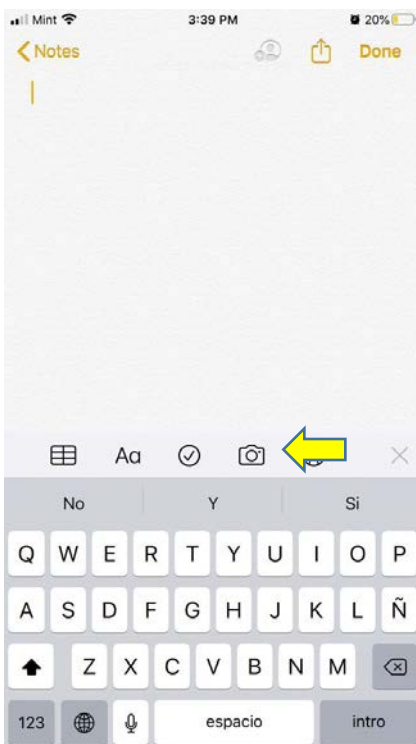 Mint 3:39 PM 20%
Notes Done
Aa
No Y Si
Q W E R T Y U I O P
A S D F G H J K L Ñ
Z X C V B N M
123 espacio intro